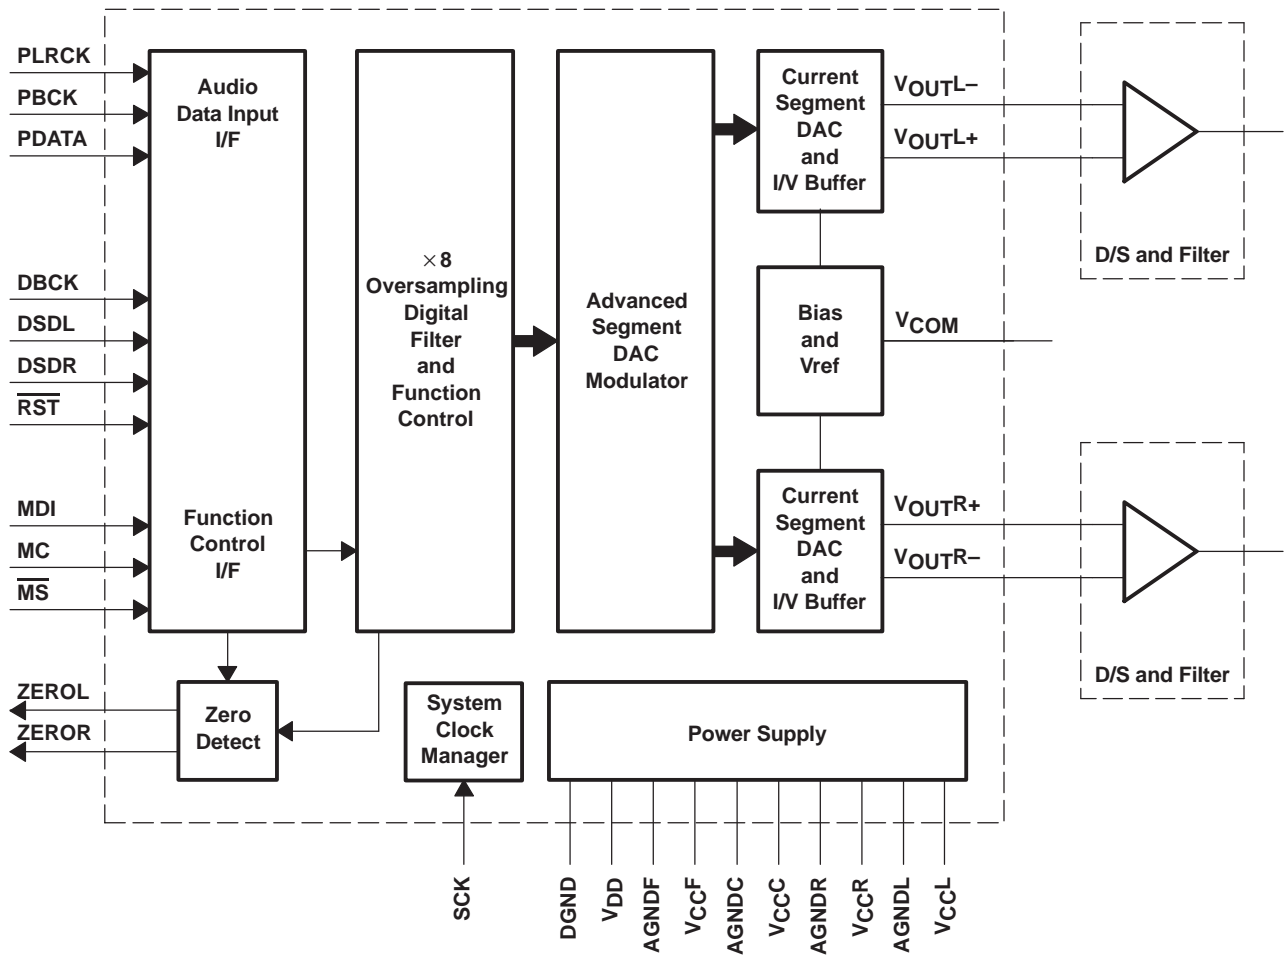 PLRCK
PBCK
PDATA
DBCK
DSDL
DSDR
RST
MDI
MC
MS
ZEROL
ZEROR
Audio
Data Input
I/F
Function
Control
I/F
×8
Oversampling
Digital
Filter
and
Function
Control
Advanced
Segment
DAC
Modulator
Current
Segment
DAC
and
I/V Buffer
Bias
and
Vref
Current
Segment
DAC
and
I/V Buffer
VOUTL–
VOUTL+
VCOM
VOUTR+
VOUTR–
D/S and Filter
D/S and Filter
Zero
Detect
System
Clock
Manager
Power Supply
SCK
DGND
VDD
AGNDF
VCCF
AGNDC
VCCC
AGNDR
VCCR
AGNDL
VCCL